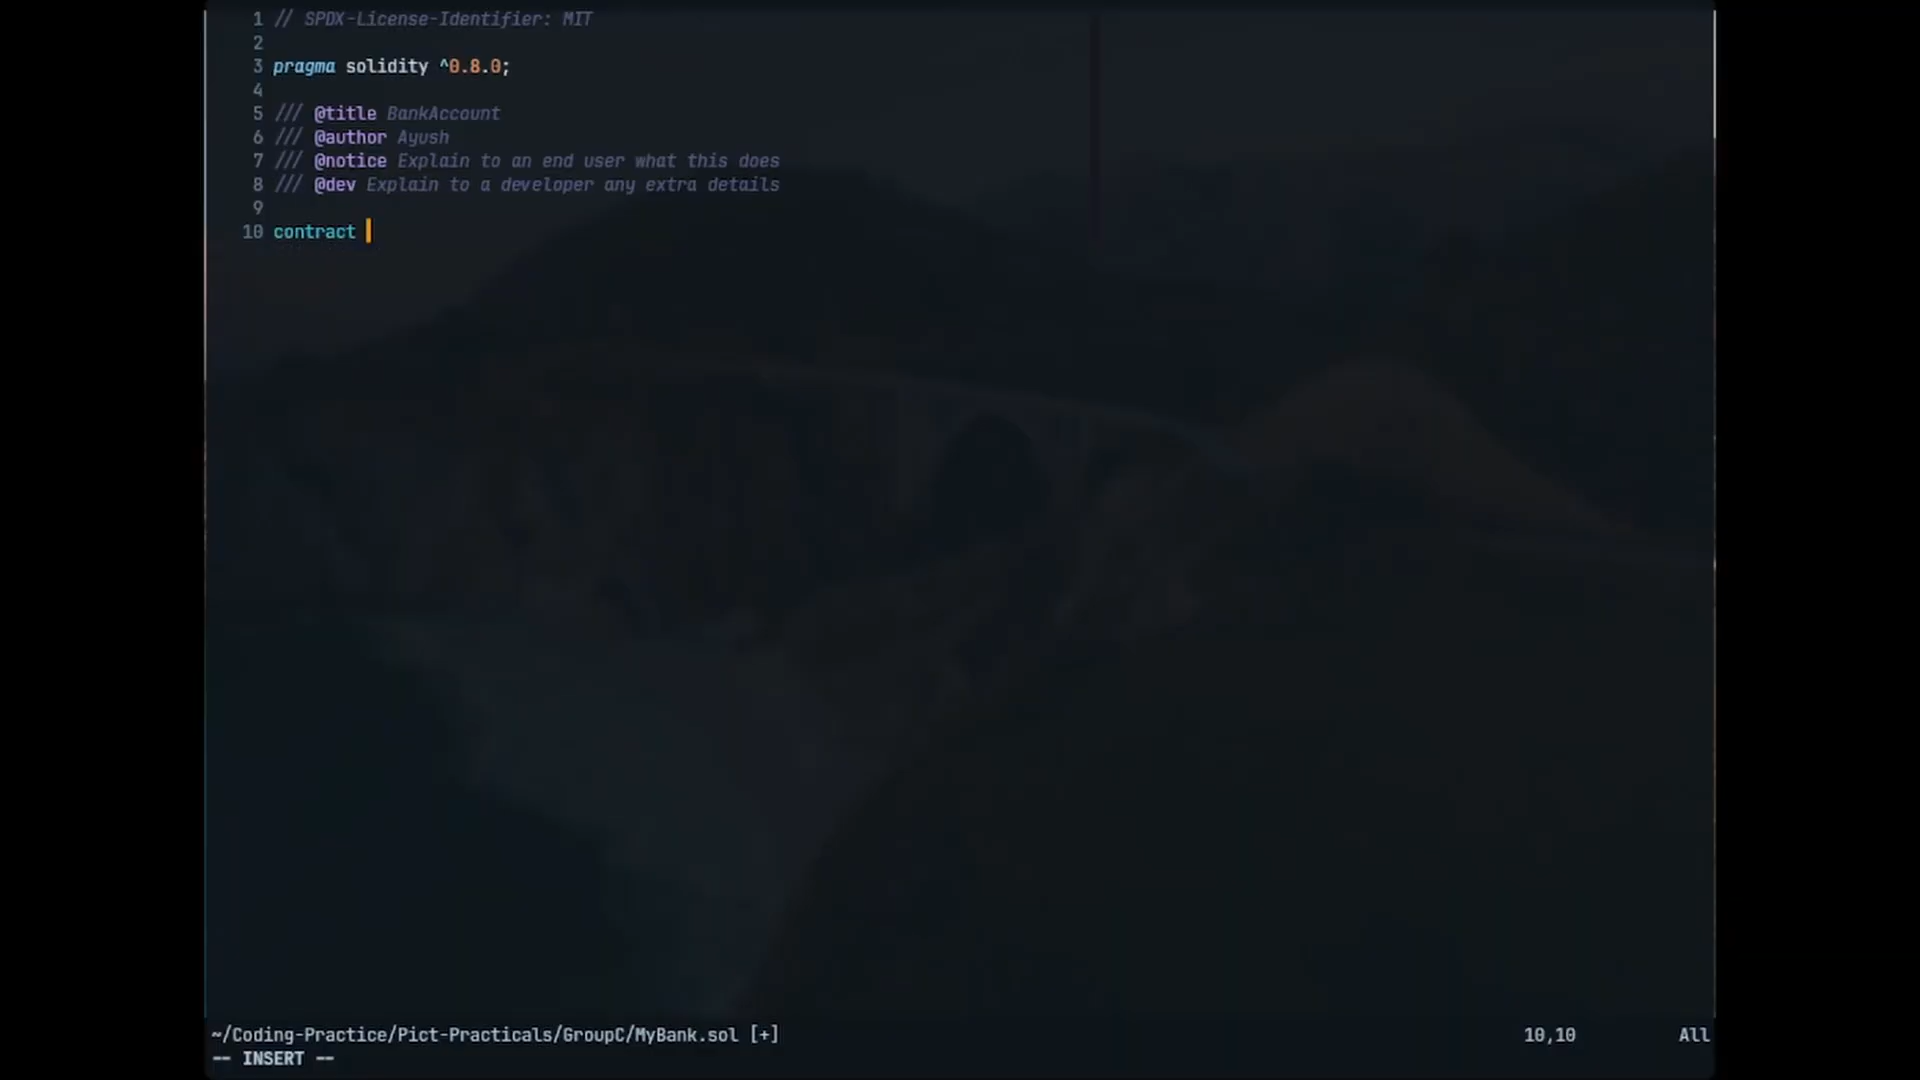 1 // SPDX-License-Identifier: MIT
2
3 pragma solidity ^0.8.0;
4
5 /// @title BankAccount
6 /// @author Ayush
7 /// @notice Explain to an end user what this does
8 /// @dev Explain to a developer any extra details
9
10 contract
~/Coding-Practice/Pict-Practicals/GroupC/MyBank.sol [+] 10,10 All
-- INSERT --